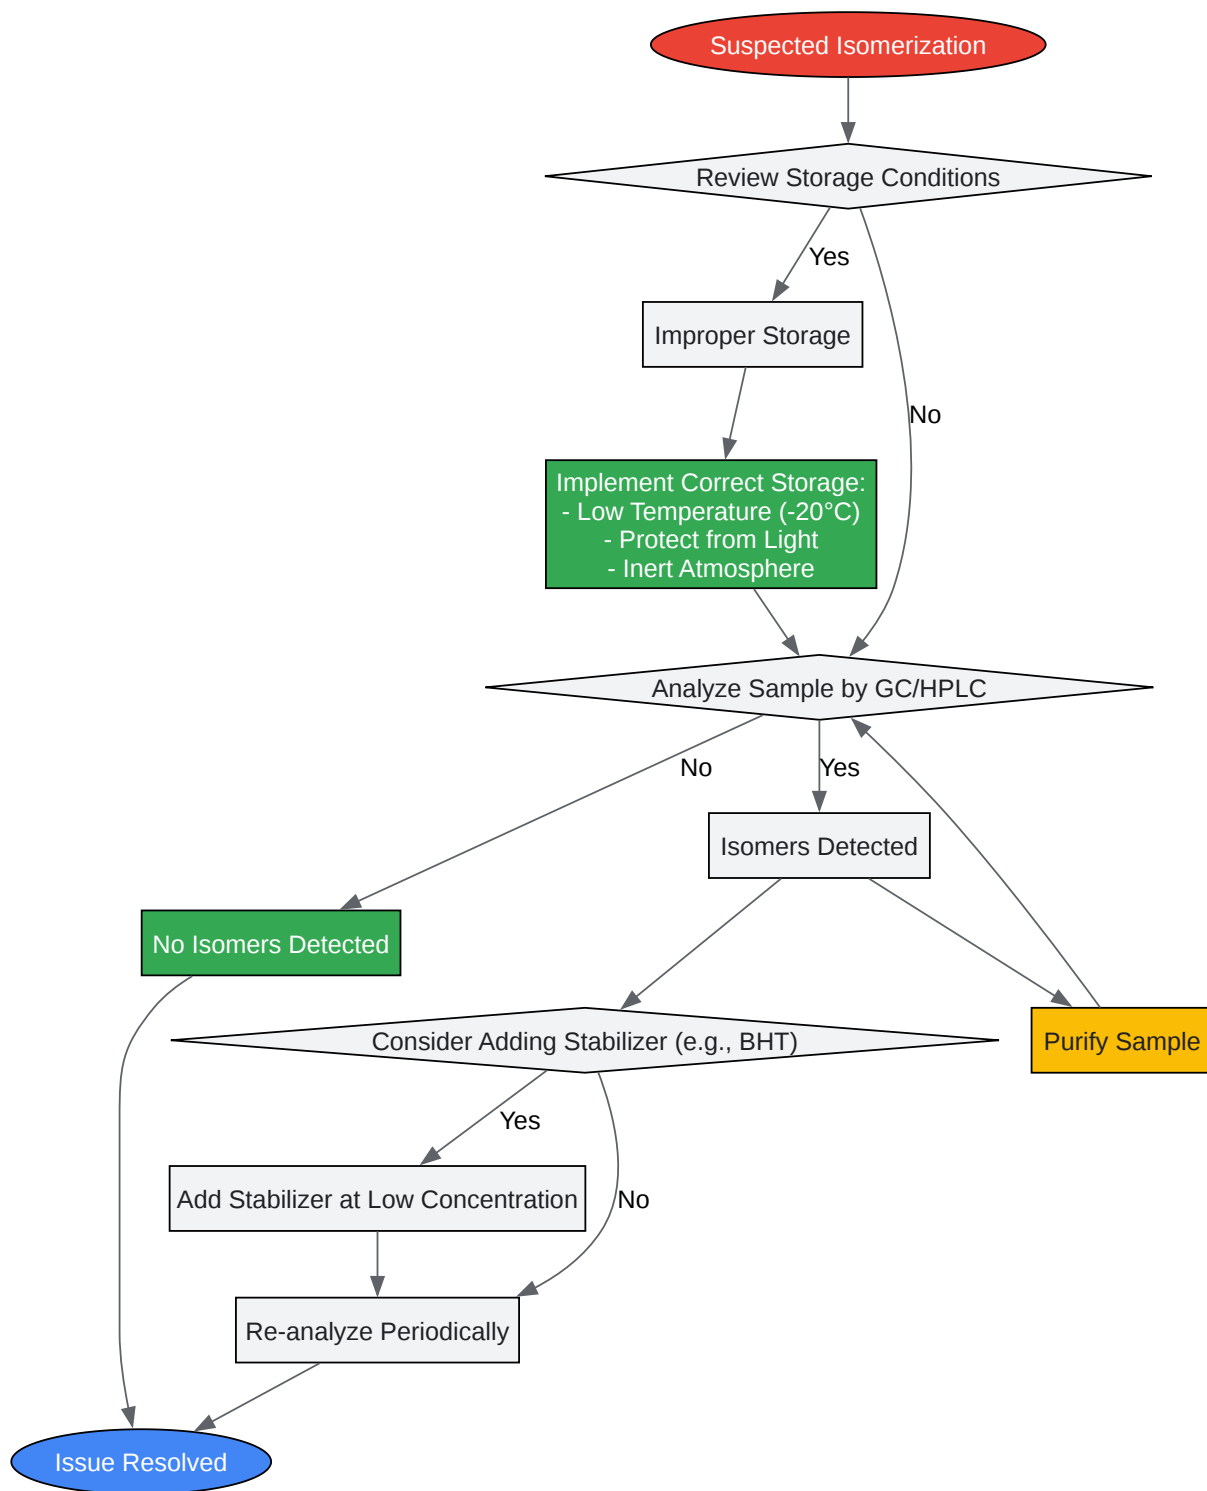 Suspected Isomerization
Review Storage Conditions
Yes
Improper Storage
No
Implement Correct Storage:
- Low Temperature (-20°C)
- Protect from Light
- Inert Atmosphere
Analyze Sample by GC/HPLC
No
Yes
Isomers Detected
No Isomers Detected
Consider Adding Stabilizer (e.g., BHT)
Purify Sample
Yes
Add Stabilizer at Low Concentration
No
Re-analyze Periodically
Issue Resolved